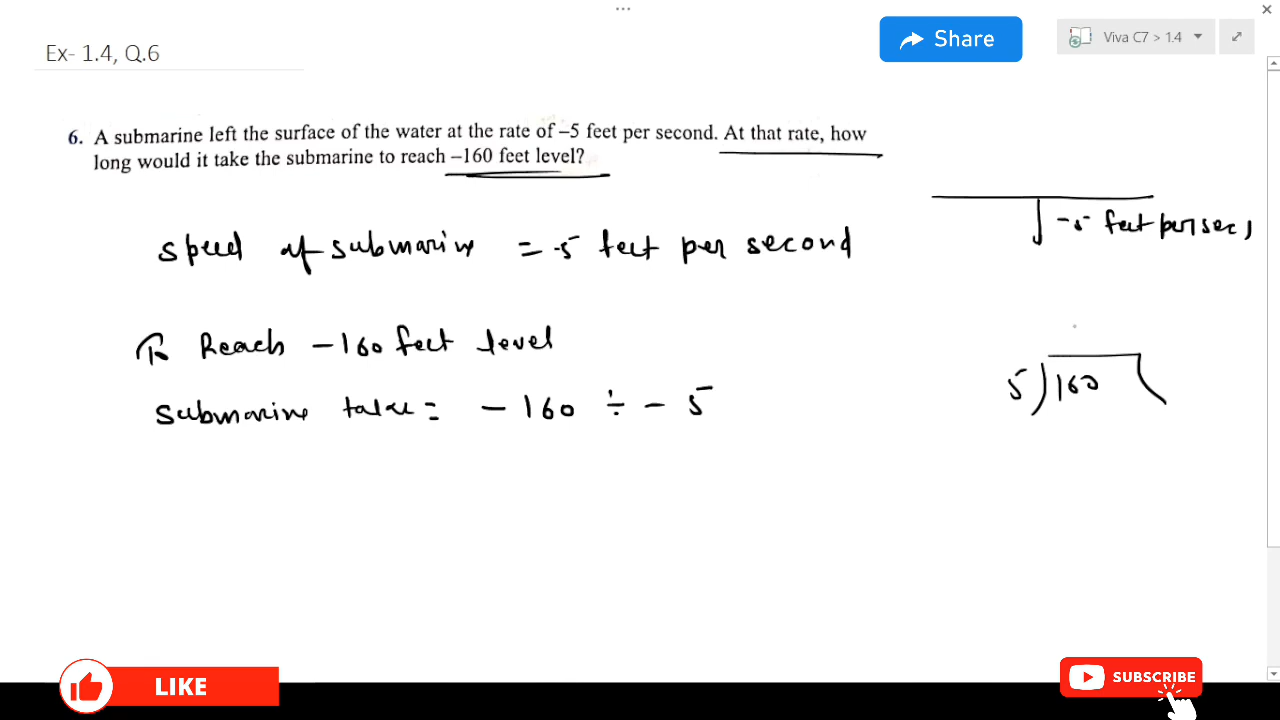 Ex- 1.4, Q.6
Share
Viva C7 > 1.4
6. A submarine left the surface of the water at the rate of –5 feet per second. At that rate, how
long would it take the submarine to reach –160 feet level?
-5 feet per sec
speed of submarine = -5 feet per second
To Reach -160 feet level
5) 160
submarine take = - 160 ÷ - 5
LIKE
SUBSCRIBE